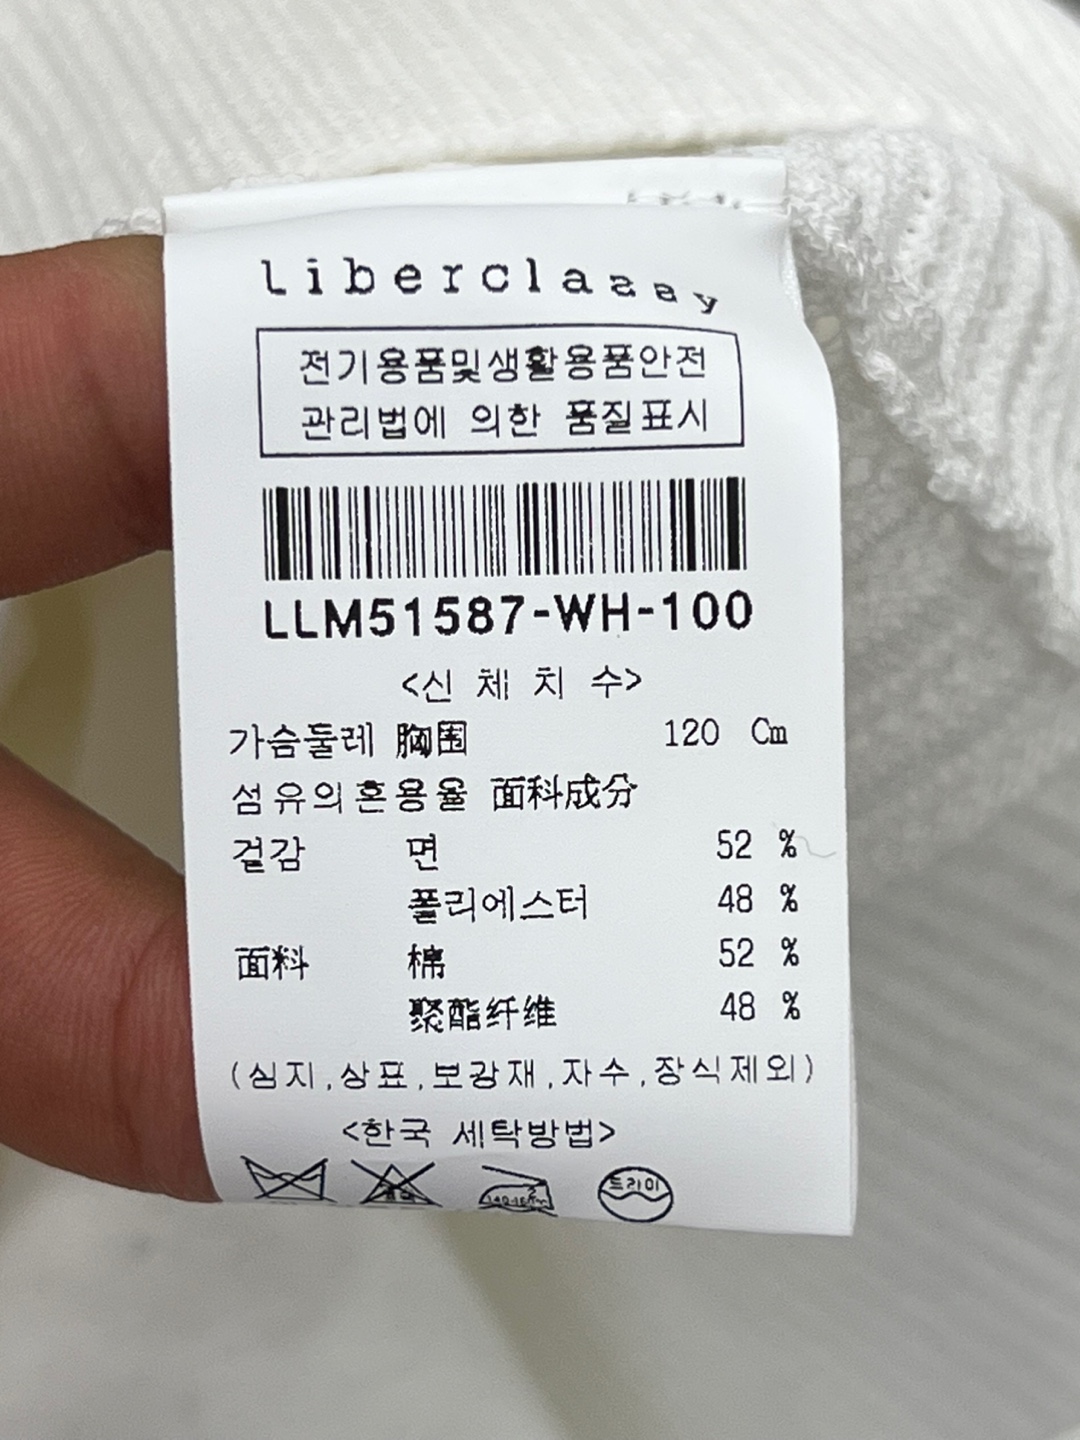 Liberclassy
전기용품및생활용품안전
관리법에 의한 품질표시
LLM51587-WH-100
<신 체 치 수>
가슴둘레 胸围 120 Cm
섬유의혼용율 面料成分
겉감 면 52 %
폴리에스터 48 %
面料 棉 52 %
聚酯纤维 48 %
(심지,상표,보강재,자수,장식제외)
<한국 세탁방법>
드라이